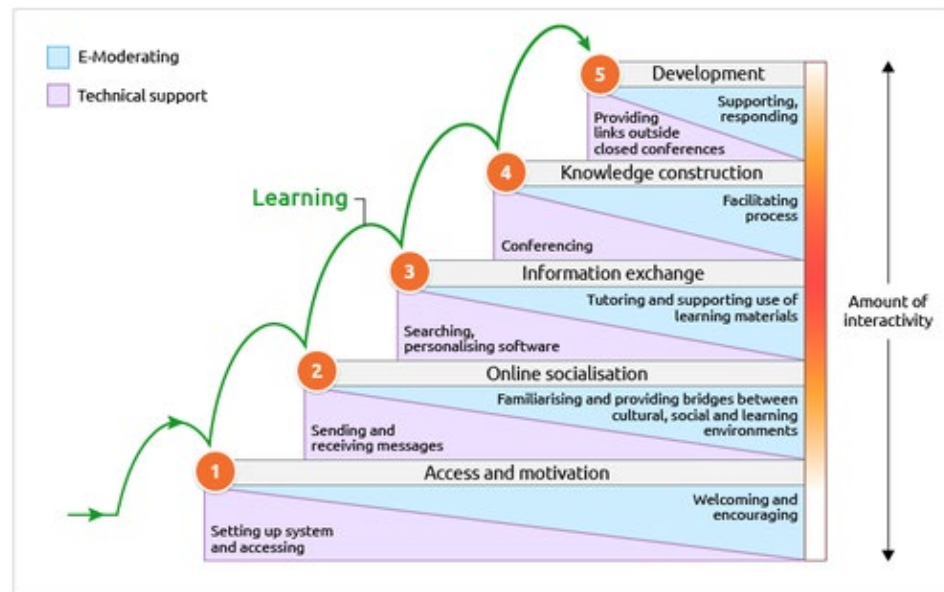 E-Moderating
Technical support
Learning
5
Development
Supporting,
responding
Providing
links outside
closed conferences
4
Knowledge construction
Facilitating
process
Conferencing
3
Information exchange
Tutoring and supporting use of
learning materials
Searching,
personalising software
2
Online socialisation
Familiarising and providing bridges between
cultural, social and learning
environments
Sending and
receiving messages
1
Access and motivation
Welcoming and
encouraging
Setting up system
and accessing
Amount of
interactivity